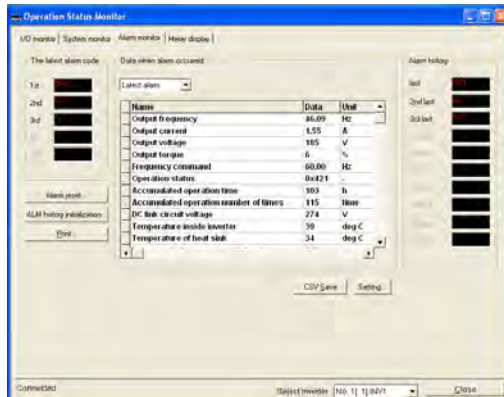 Operation Status Monitor
I/O monitor System monitor Alarm monitor Meter display
The latest alarm code
1st
2nd
3rd
Alarm reset
ALM history initialization
Print
Data when alarm occurred
Latest alarm
Name Data Unit
Output frequency 46.09 Hz
Output current 1.55 A
Output voltage 185 V
Output torque 6 %
Frequency command 60.00 Hz
Operation status 0x421 -
Accumulated operation time 103 h
Accumulated operation number of times 115 time
DC link circuit voltage 274 V
Temperature inside inverter 39 deg C
Temperature of heat sink 34 deg C
CSV Save Setting
Alarm history
last
2nd last
3rd last
Connected
Select Inverter No. 1[ 1] INV1
Close